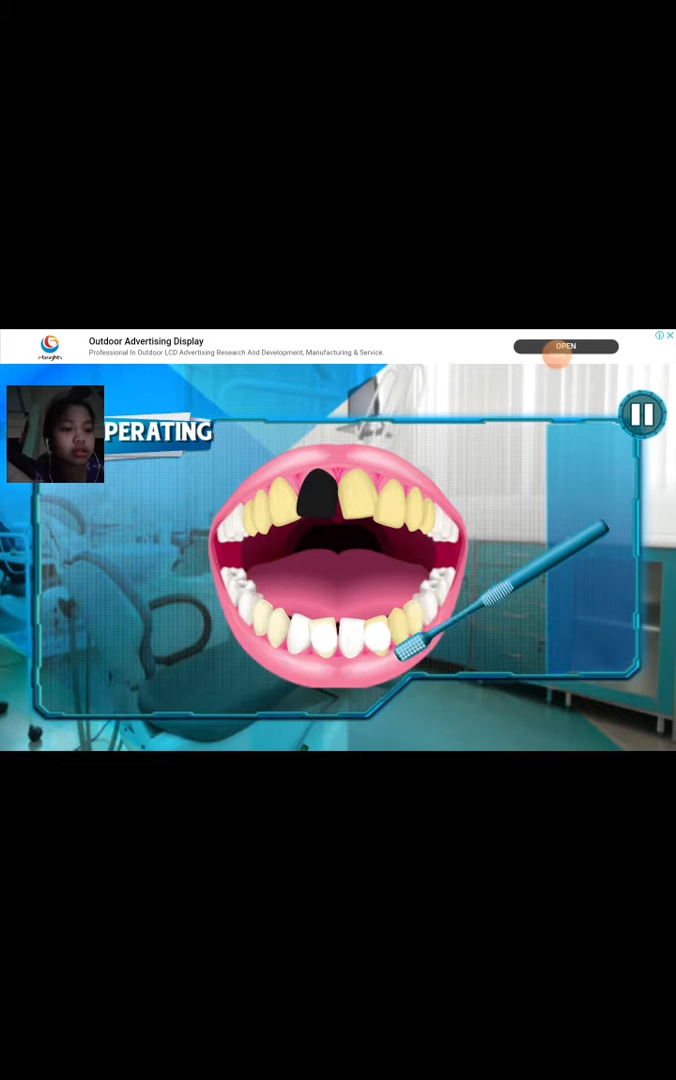 Outdoor Advertising Display
Professional In Outdoor LCD Advertising Research And Development, Manufacturing & Service.
OPEN
PERATING